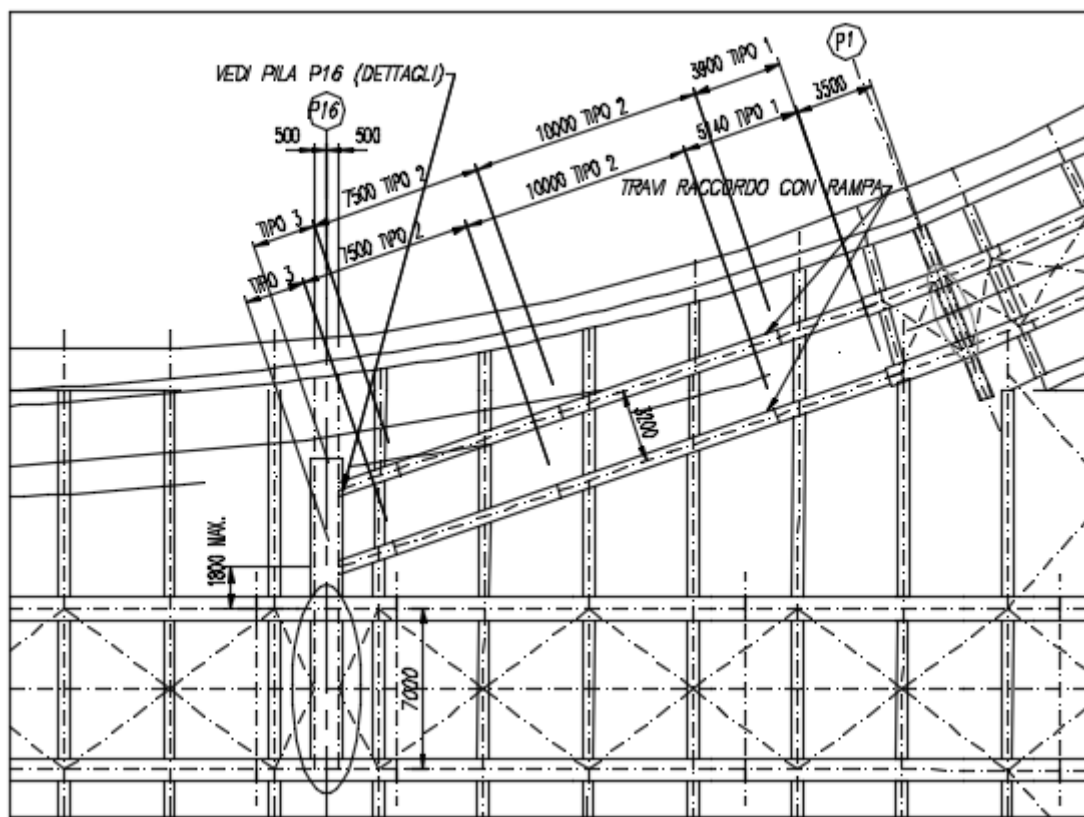 P1
3900 TIPO 1
VEDI PILA P16 (DETTAGLI)
3500
P16
10000 TIPO 2
5140 TIPO 1
500
500
7500 TIPO 2
10000 TIPO 2
TRAVI RACCORDO CON RAMPA
TIPO 3
7500 TIPO 2
TIPO 3
3200
1800 MAX.
7000